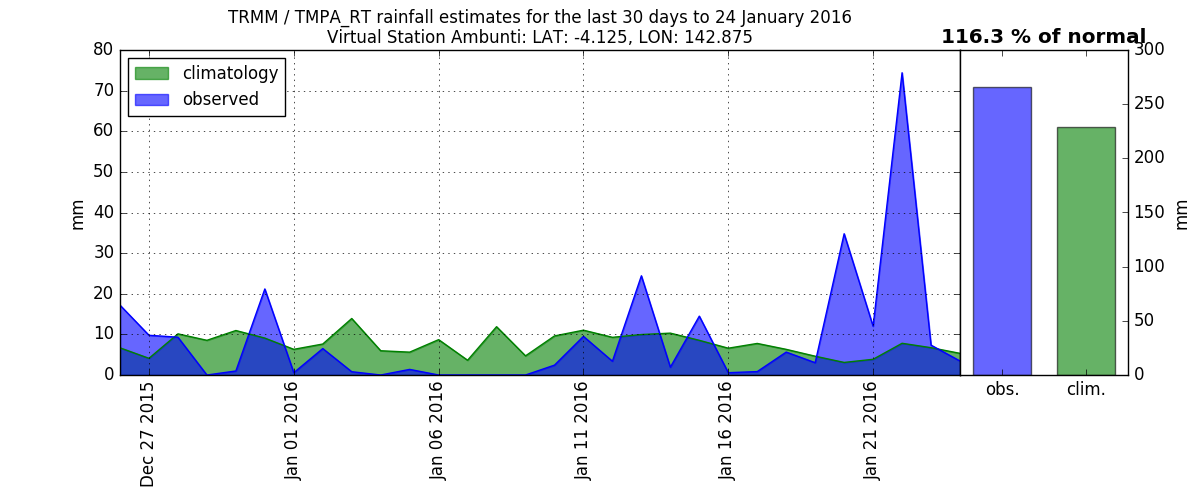 TRMM / TMPA_RT rainfall estimates for the last 30 days to 24 January 2016
Virtual Station Ambunti: LAT: -4.125, LON: 142.875
116.3 % of normal
climatology
observed
80
70
60
50
40
30
20
10
0
mm
Dec 27 2015
Jan 01 2016
Jan 06 2016
Jan 11 2016
Jan 16 2016
Jan 21 2016
300
250
200
150
100
50
0
mm
obs.
clim.